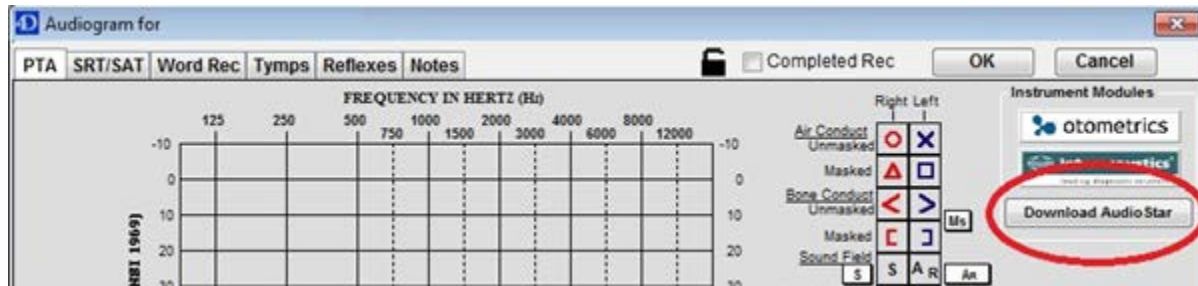 Audiogram for
PTA SRT/SAT Word Rec Tymps Reflexes Notes
Completed Rec
OK
Cancel
FREQUENCY IN HERTZ (Hz)
125 250 500 1000 2000 4000 8000
750 1500 3000 6000 12000
-10 -10
0 0
10 10
20 20
30 30
1969)
Right Left
Air Conduct
Unmasked
Masked
Bone Conduct
Unmasked
Masked
Ms
Sound Field
S S A R AR
Instrument Modules
otometrics
Download AudioStar